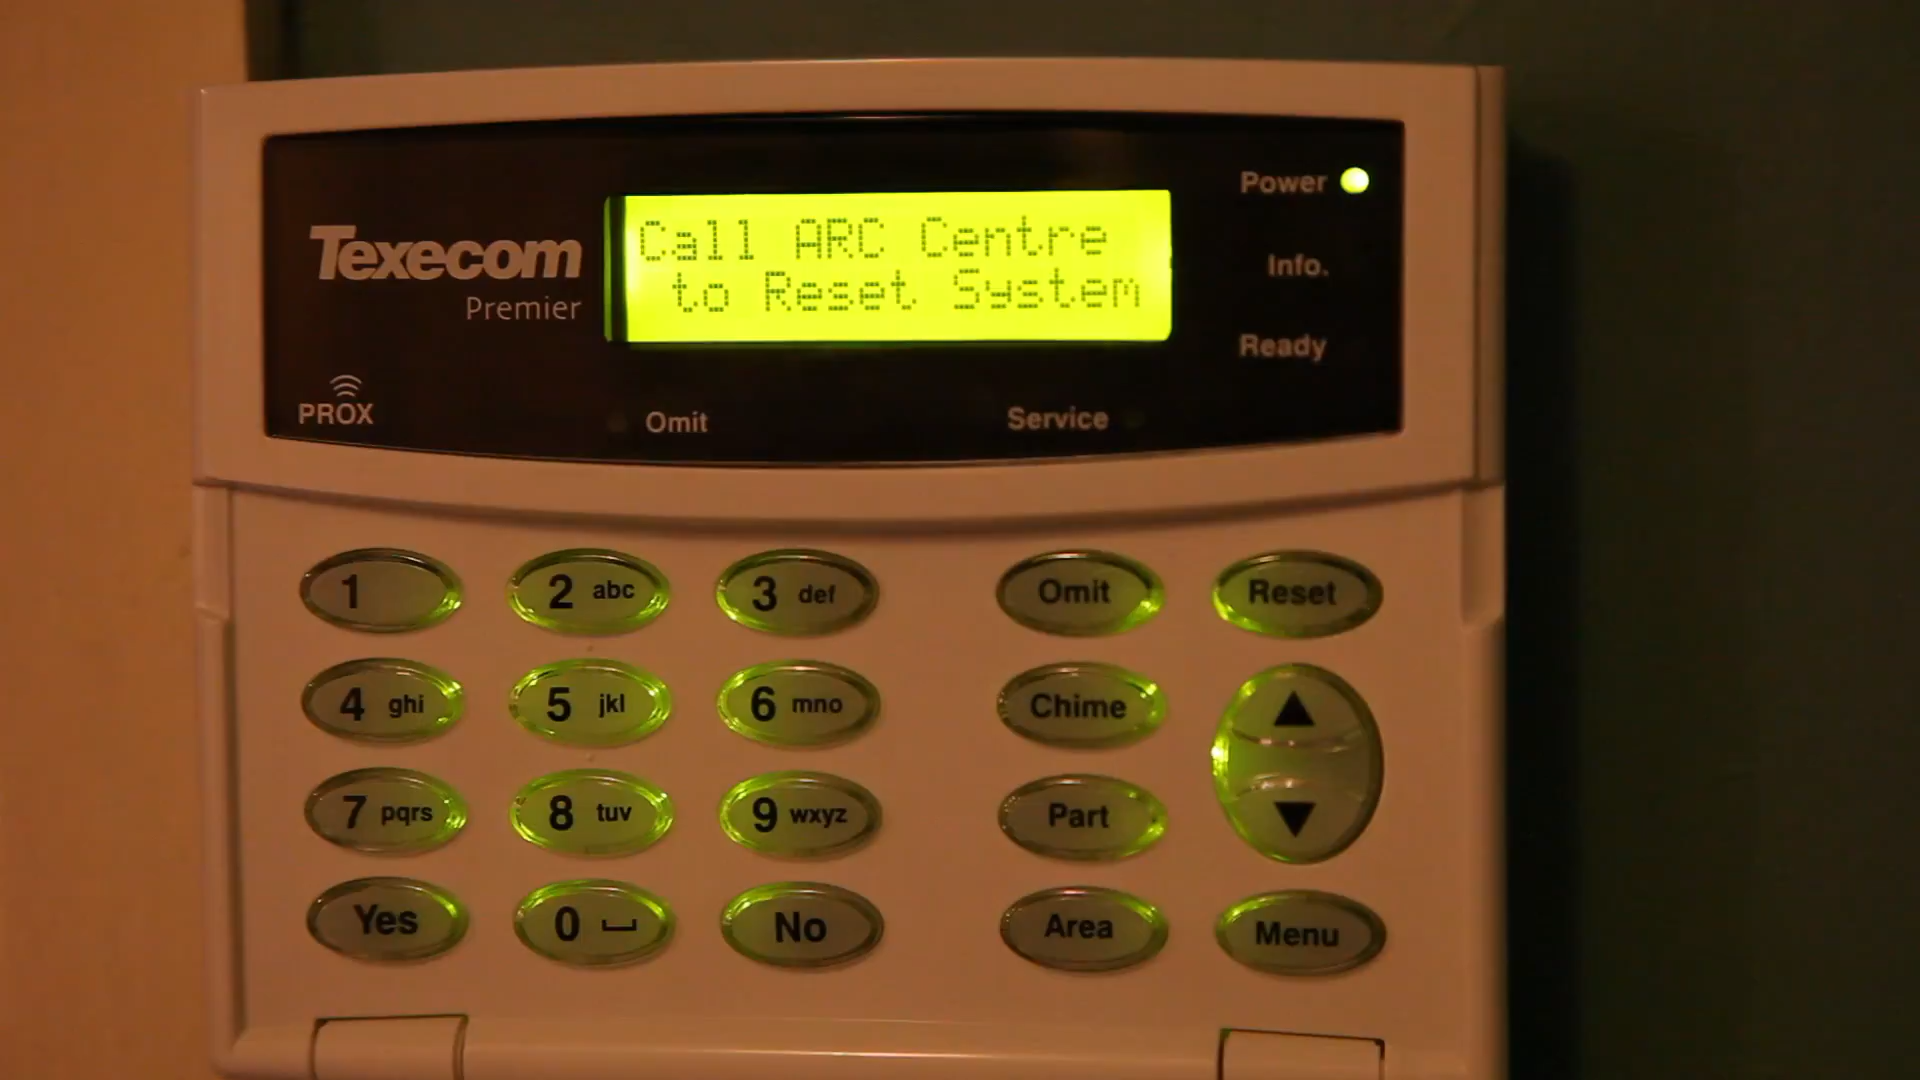 Texecom
Premier
PROX
Call ARC Centre
to Reset System
Power
Info.
Ready
Omit
Service
1
2 abc
3 def
Omit
Reset
4 ghi
5 jkl
6 mno
Chime
7 pqrs
8 tuv
9 wxyz
Part
Yes
0
No
Area
Menu